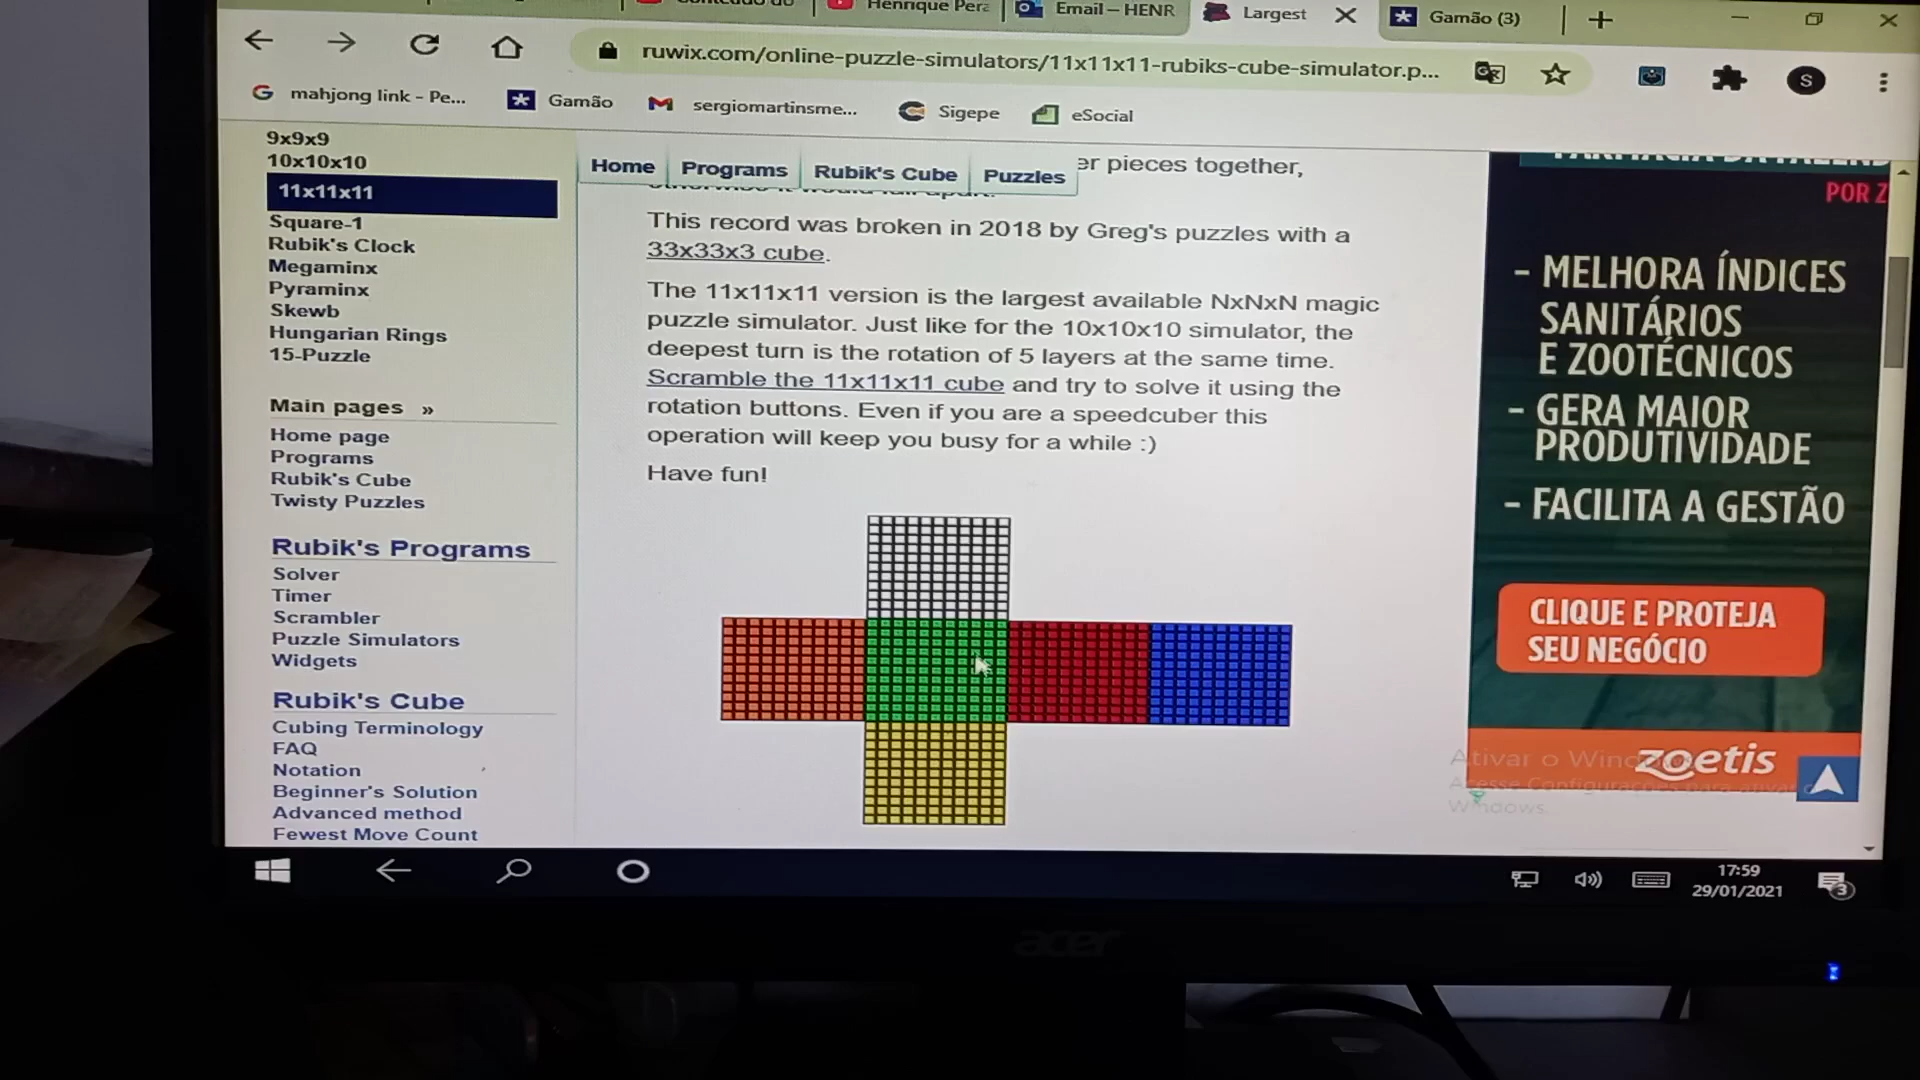 Henrique Pera
Email — HENR
Largest
Gamão (3)
ruwix.com/online-puzzle-simulators/11x11x11-rubiks-cube-simulator.p...
S
mahjong link - Pe...
Gamão
sergiomartinsme...
Sigepe
eSocial
9x9x9
10x10x10
11x11x11
Square-1
Rubik's Clock
Megaminx
Pyraminx
Skewb
Hungarian Rings
15-Puzzle
Main pages »
Home page
Programs
Rubik's Cube
Twisty Puzzles
Rubik's Programs
Solver
Timer
Scrambler
Puzzle Simulators
Widgets
Rubik's Cube
Cubing Terminology
FAQ
Notation
Beginner's Solution
Advanced method
Fewest Move Count
Home Programs Rubik's Cube Puzzles
er pieces together,
This record was broken in 2018 by Greg's puzzles with a
33x33x3 cube.
The 11x11x11 version is the largest available NxNxN magic
puzzle simulator. Just like for the 10x10x10 simulator, the
deepest turn is the rotation of 5 layers at the same time.
Scramble the 11x11x11 cube and try to solve it using the
rotation buttons. Even if you are a speedcuber this
operation will keep you busy for a while :)
Have fun!
POR Z
- MELHORA ÍNDICES
SANITÁRIOS
E ZOOTÉCNICOS
- GERA MAIOR
PRODUTIVIDADE
- FACILITA A GESTÃO
CLIQUE E PROTEJA
SEU NEGÓCIO
zoetis
Ativar o Windows
Windows.
17:59
29/01/2021
3
acer